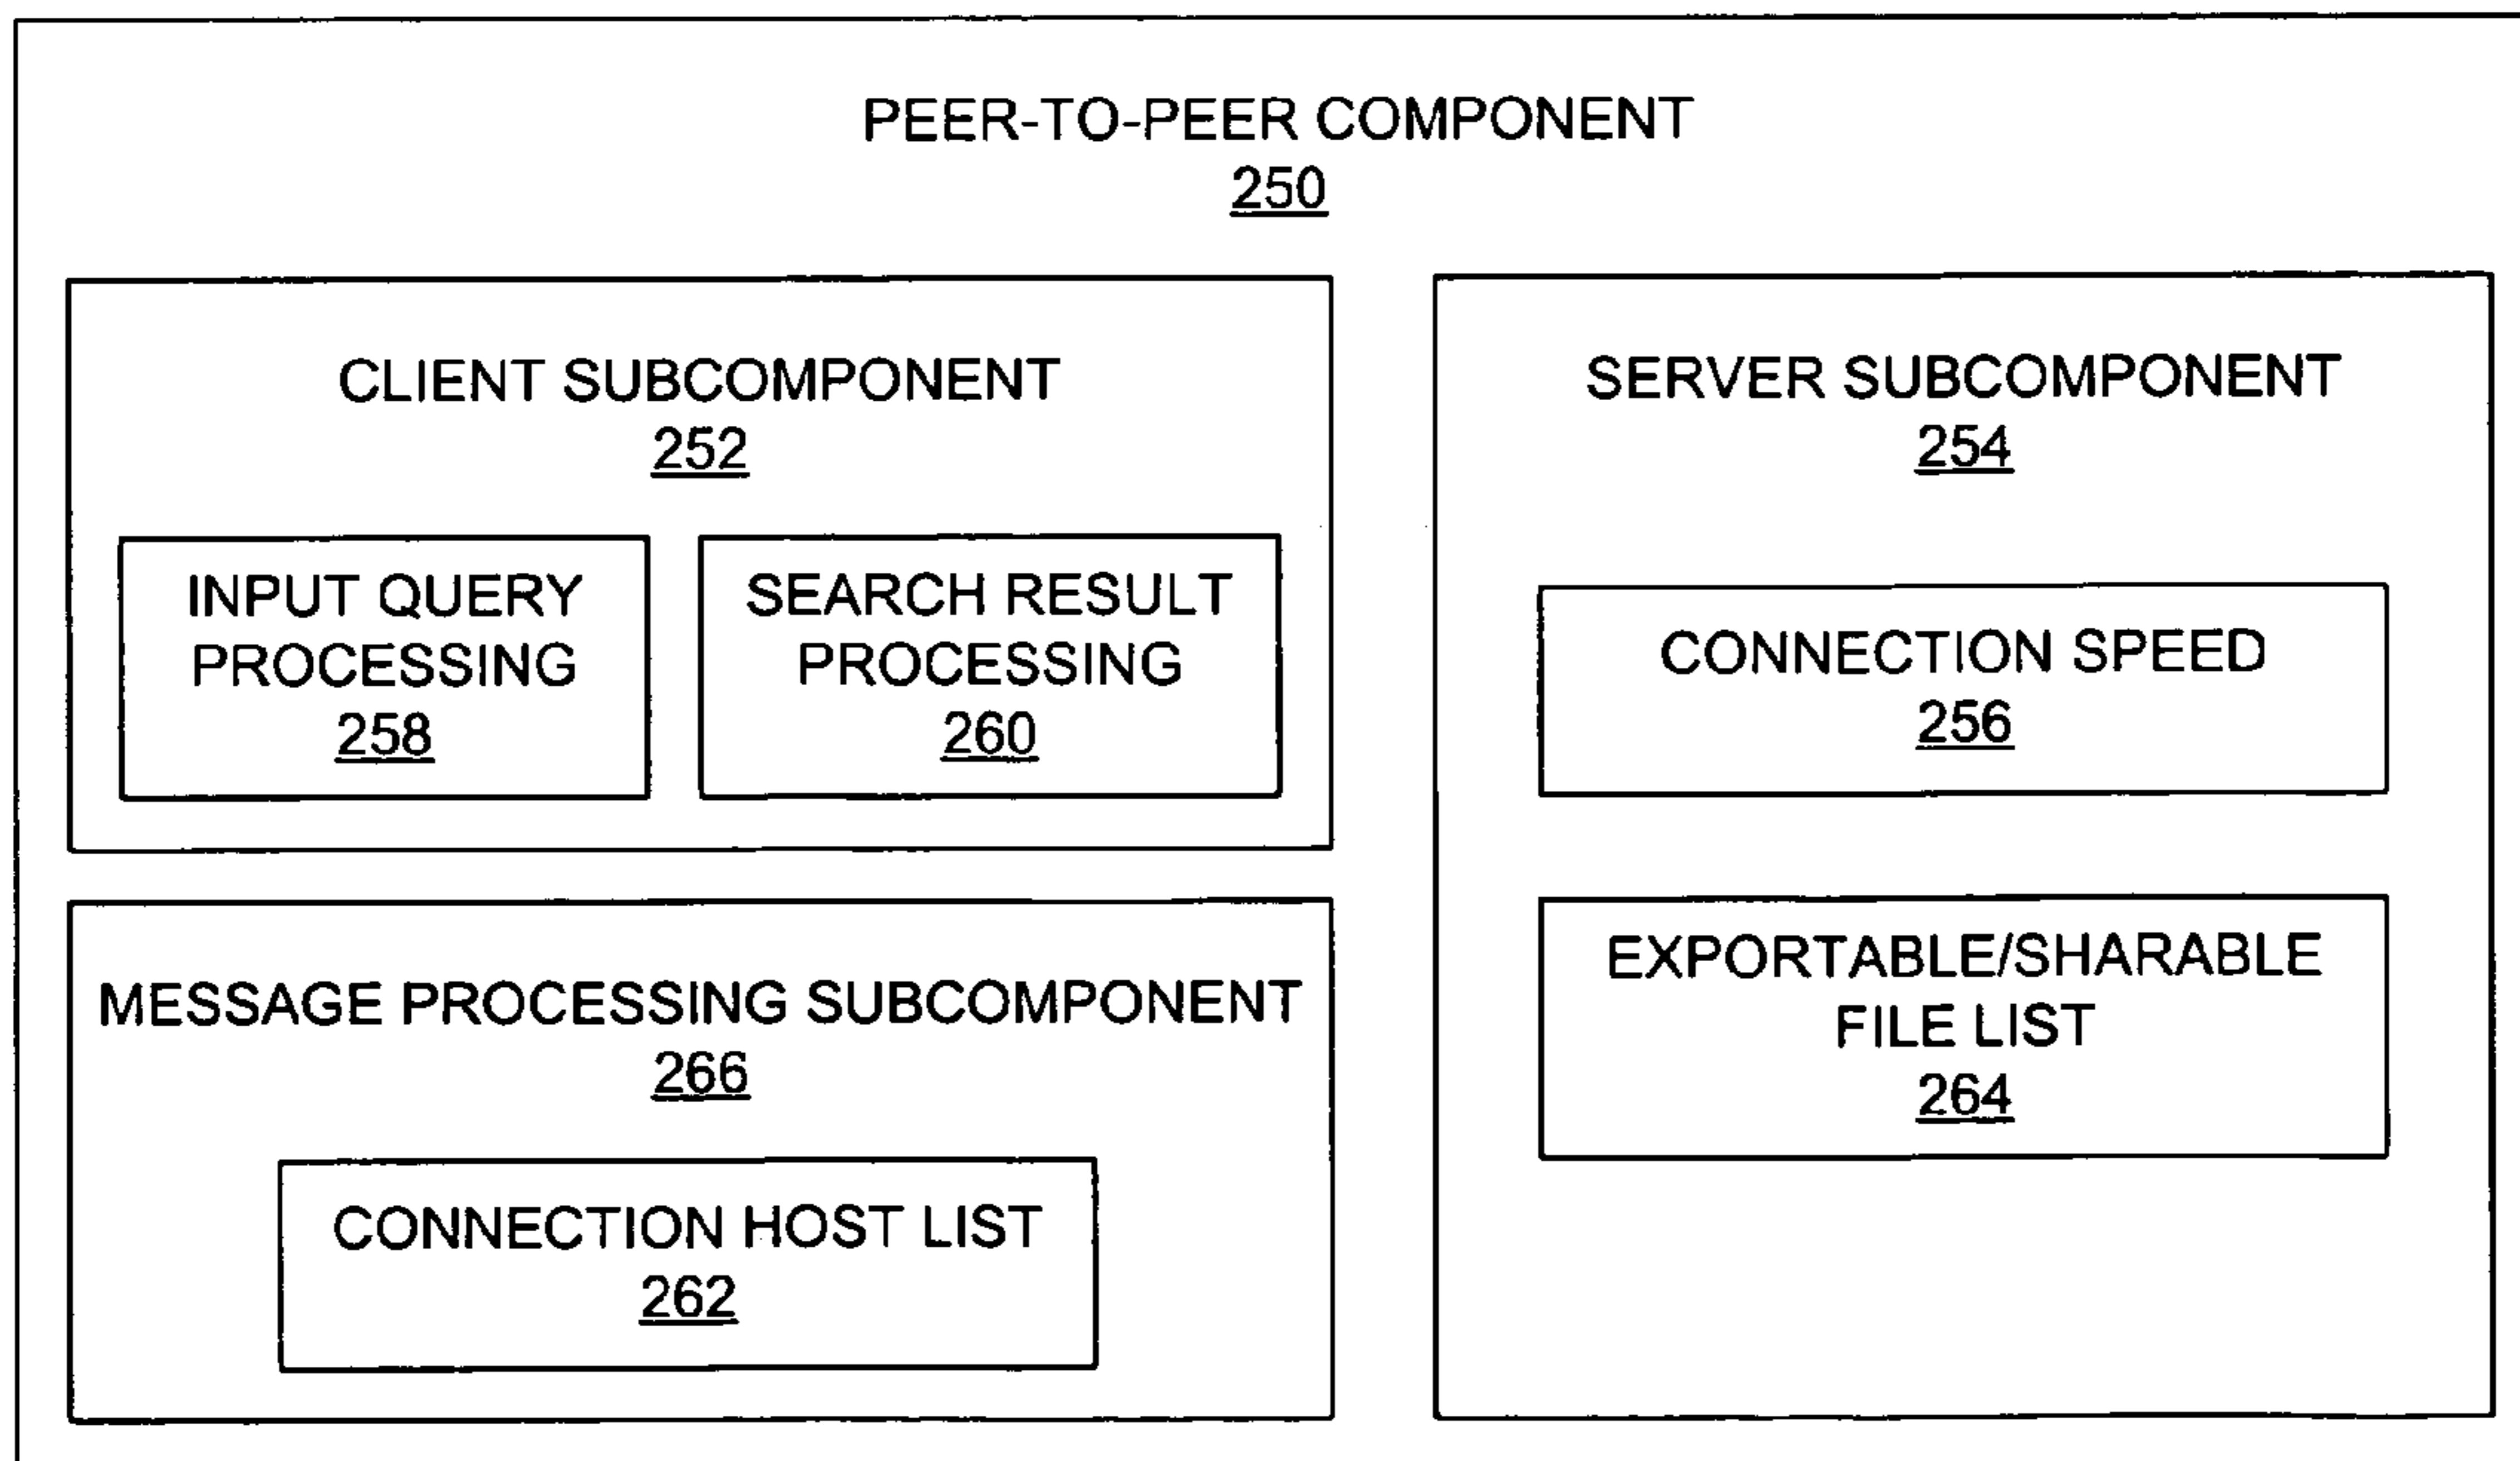 PEER-TO-PEER COMPONENT
250
CLIENT SUBCOMPONENT
252
INPUT QUERY
PROCESSING
258
SEARCH RESULT
PROCESSING
260
MESSAGE PROCESSING SUBCOMPONENT
266
CONNECTION HOST LIST
262
SERVER SUBCOMPONENT
254
CONNECTION SPEED
256
EXPORTABLE/SHARABLE
FILE LIST
264